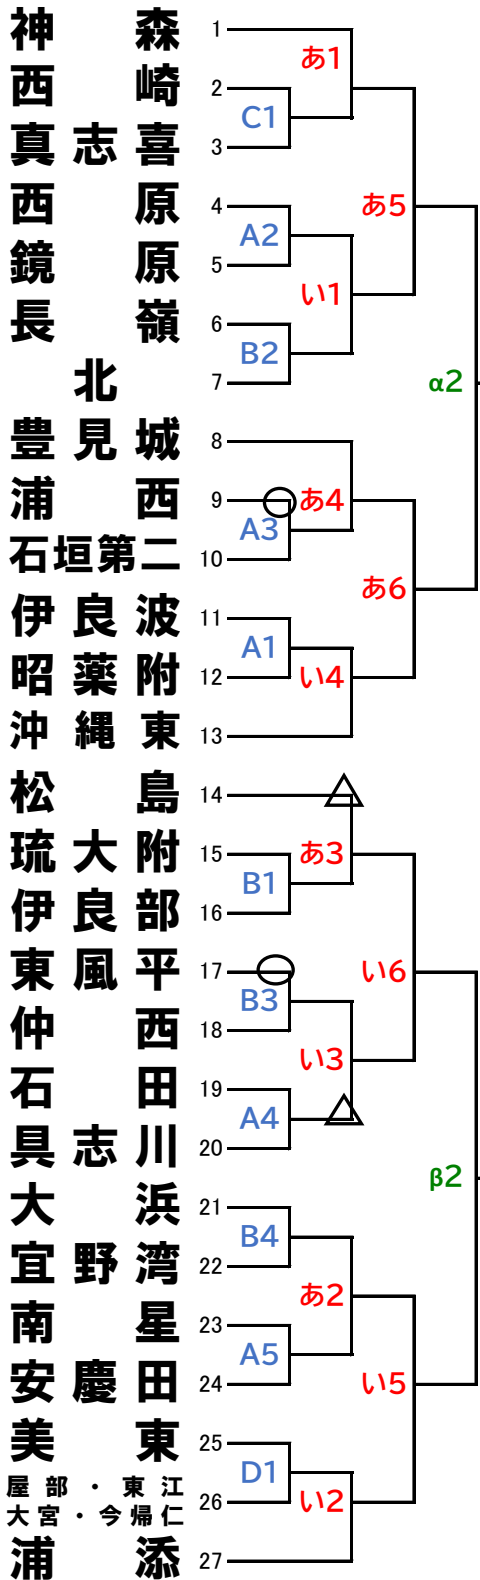 神森 1
あ1
西崎 2
C1
真志喜 3
西原 4
あ5
A2
鏡原 5
い1
長嶺 6
B2
北 7
α2
豊見城 8
浦西 9
あ4
A3
石垣第二 10
あ6
伊良波 11
A1
昭薬附 12
い4
沖縄東 13
松島 14
琉大附 15
あ3
B1
伊良部 16
東風平 17
い6
B3
仲西 18
い3
石田 19
A4
具志川 20
β2
大浜 21
B4
宜野湾 22
あ2
南星 23
A5
安慶田 24
い5
美東 25
D1
屋部・東江
大宮・今帰仁 26
い2
浦添 27